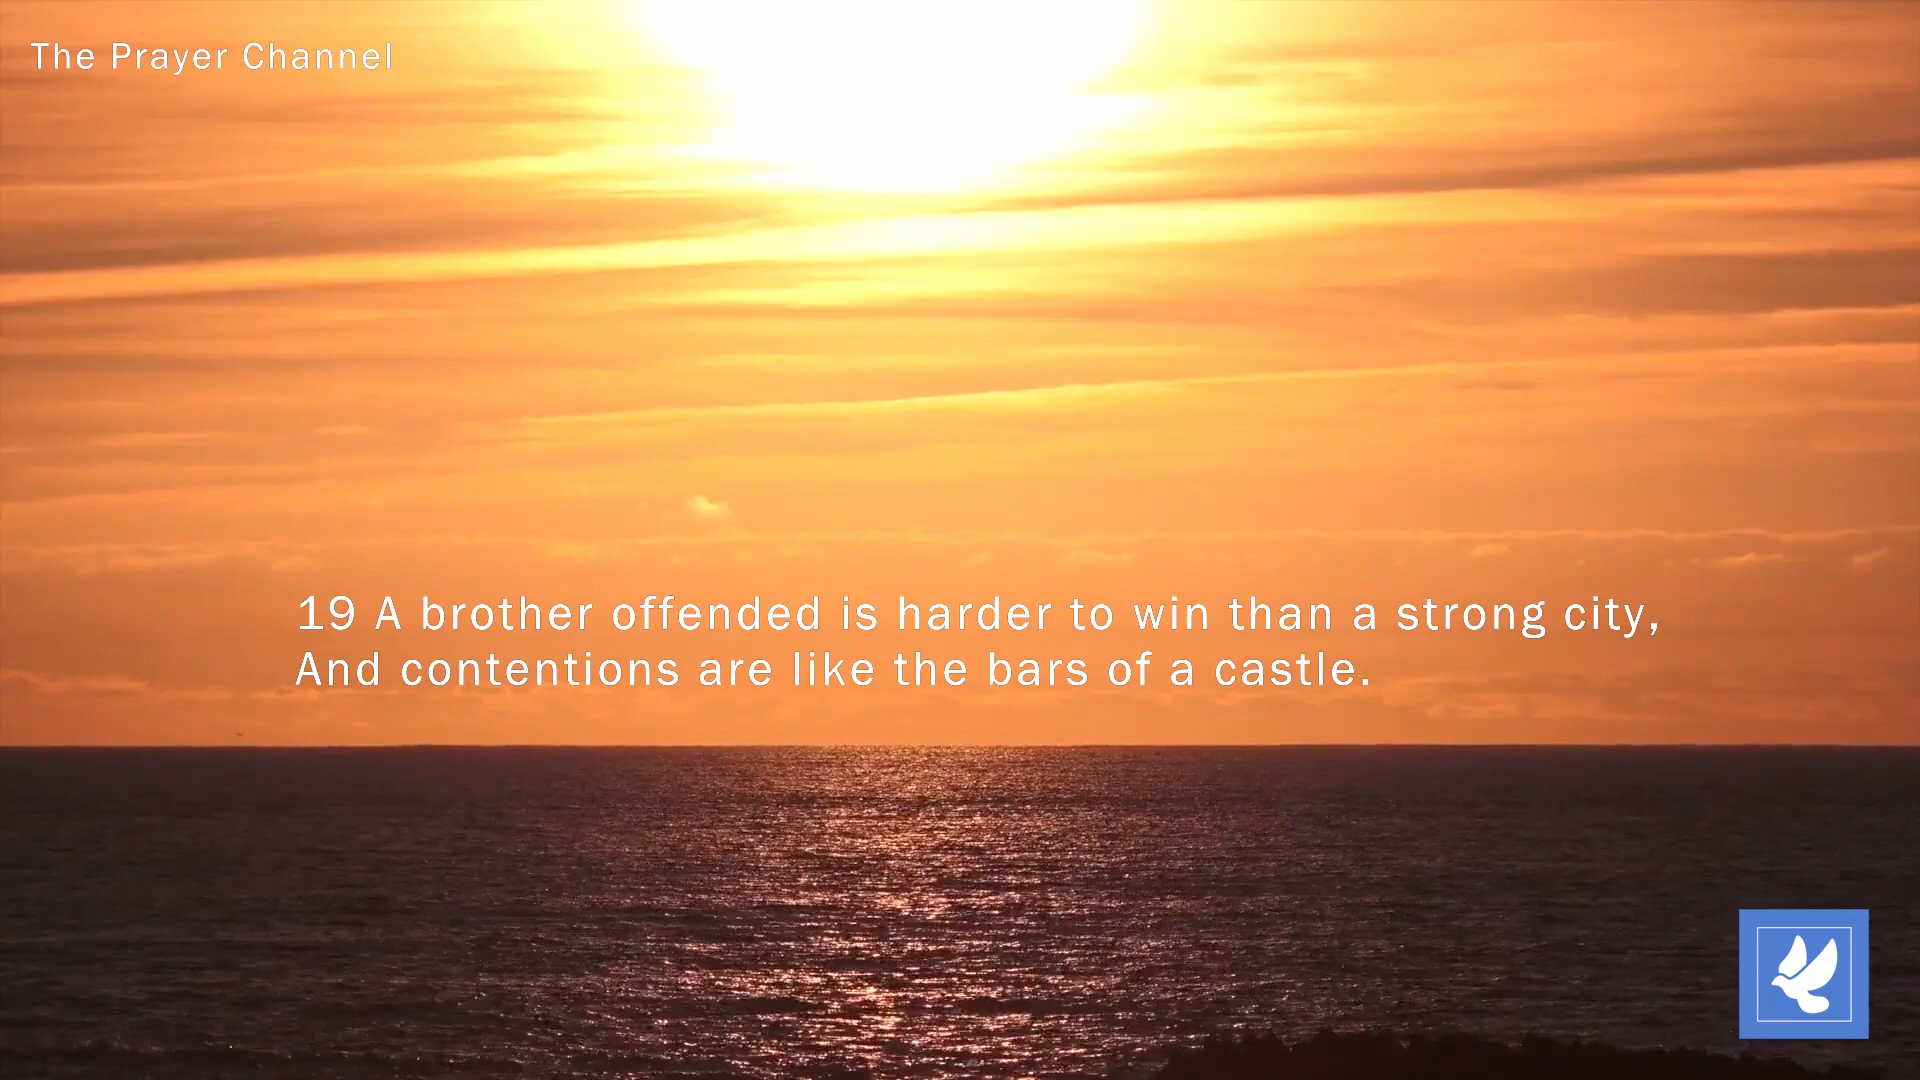 The Prayer Channel
19 A brother offended is harder to win than a strong city,
And contentions are like the bars of a castle.